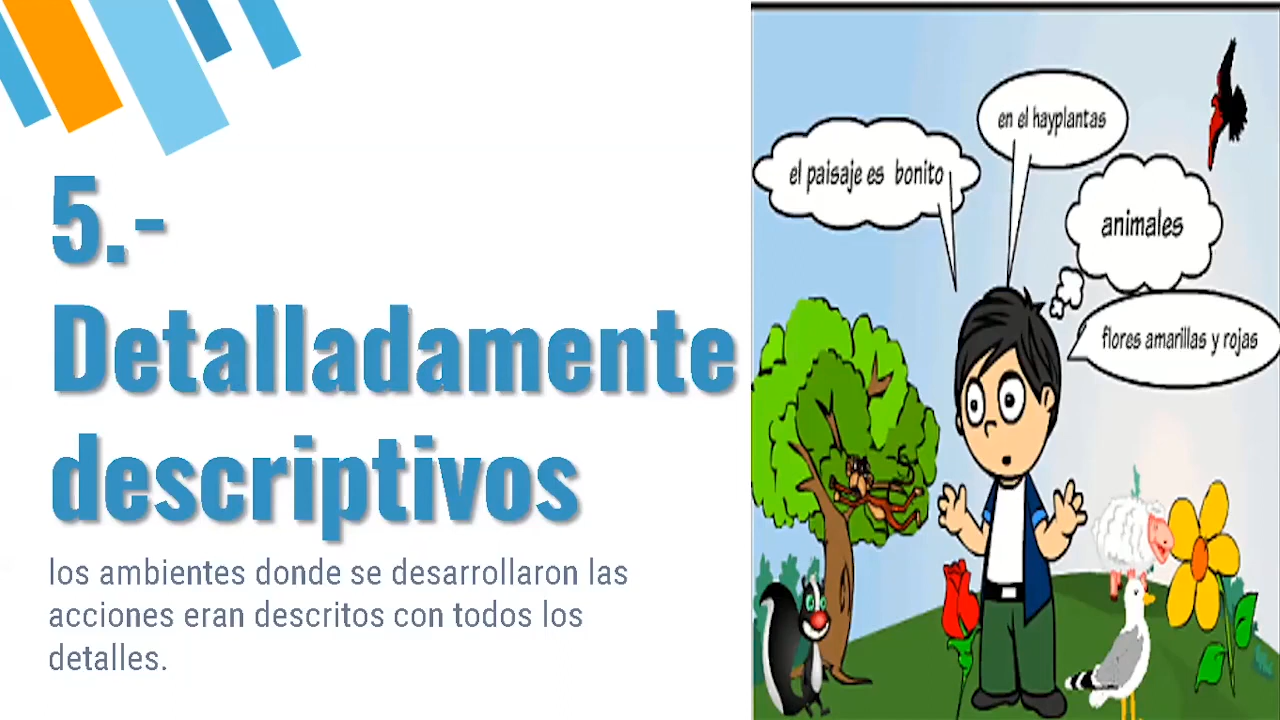 5.-
Detalladamente
descriptivos
los ambientes donde se desarrollaron las
acciones eran descritos con todos los
detalles.
el paisaje es bonito
en el hayplantas
animales
flores amarillas y rojas